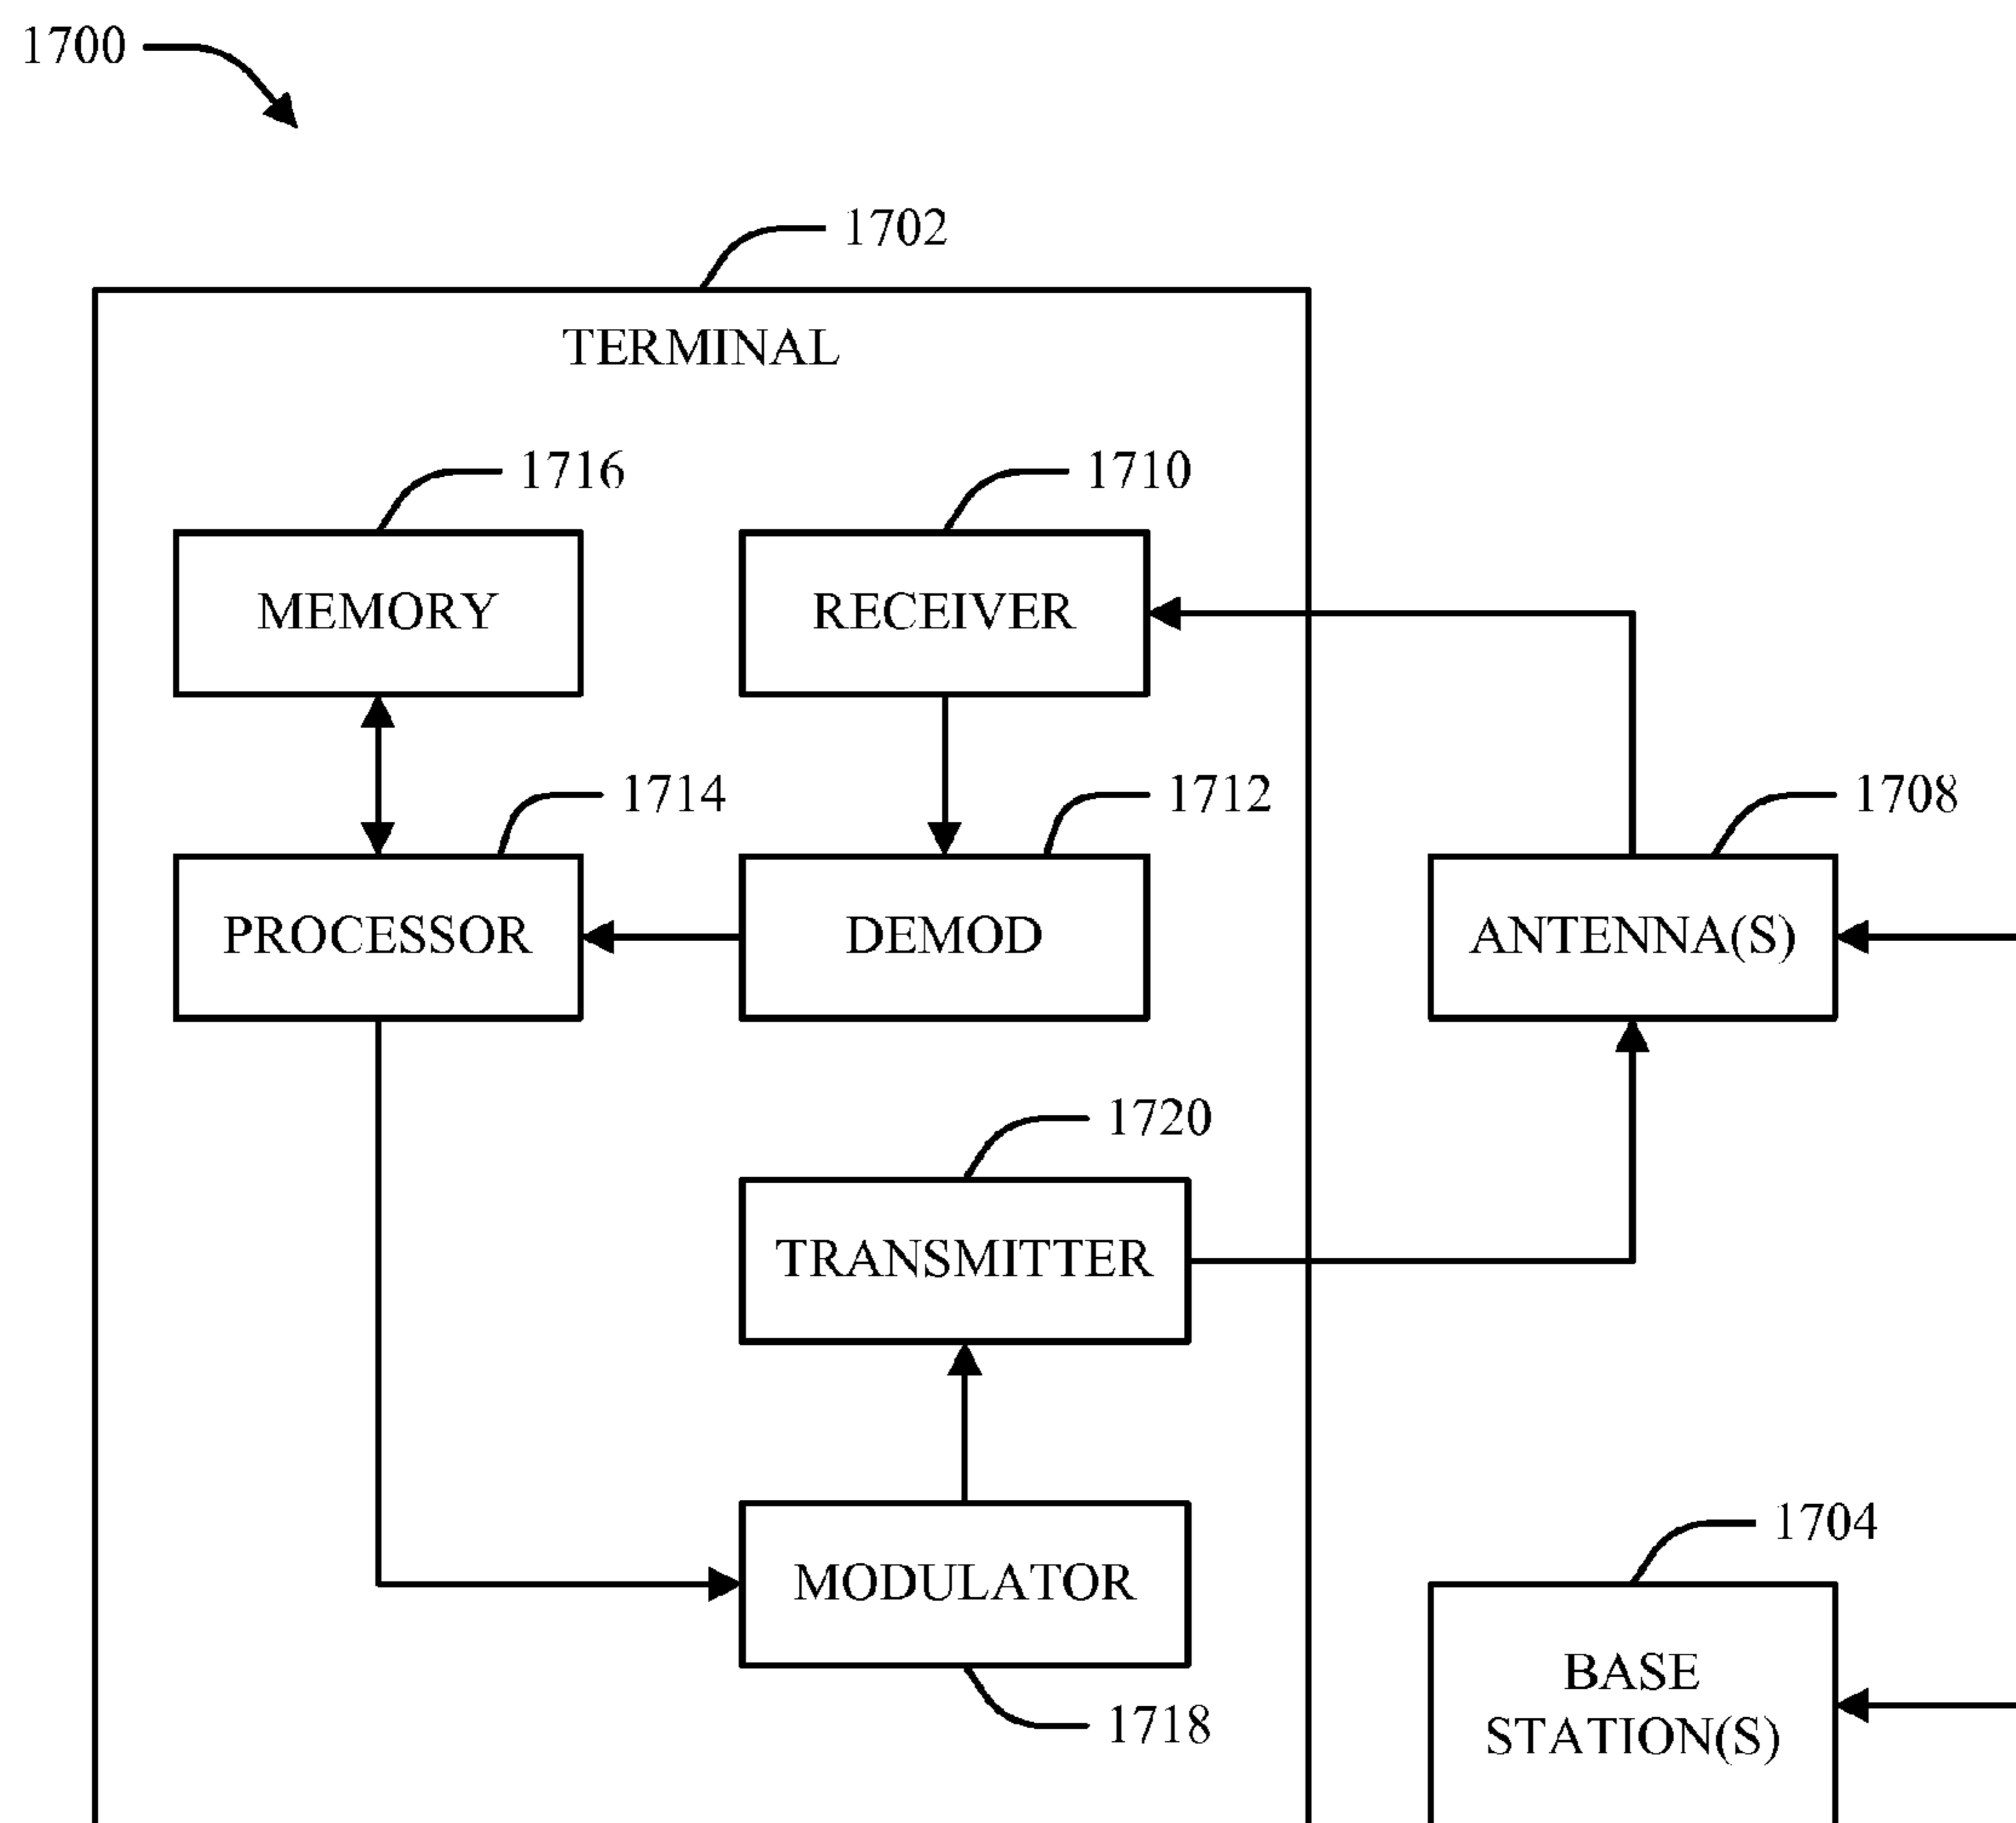 1700
1702
TERMINAL
1716
1710
MEMORY
RECEIVER
1714
1712
1708
PROCESSOR
DEMOD
ANTENNA(S)
1720
TRANSMITTER
1704
MODULATOR
BASE
STATION(S)
1718